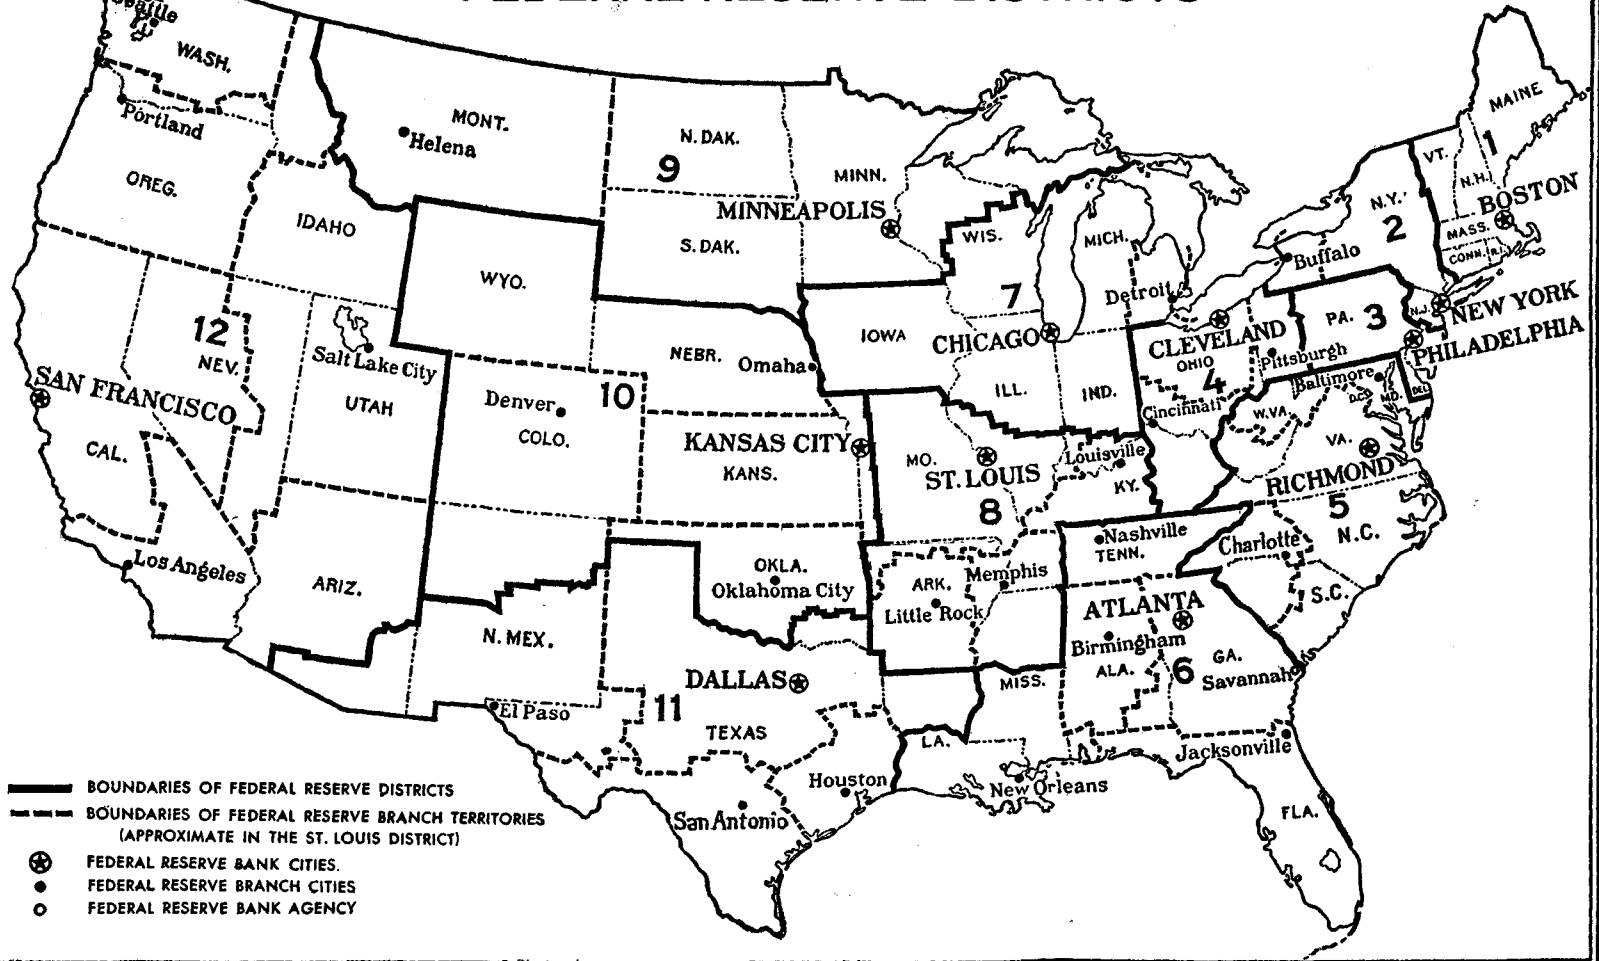 Seattle
WASH.
Portland
OREG.
IDAHO
MONT.
Helena
N. DAK.
9
MINN.
MINNEAPOLIS
S. DAK.
WYO.
WIS.
MICH.
7
Detroit
IOWA
CHICAGO
ILL.
IND.
NEBR.
Omaha
MAINE
1
VT.
N.H.
BOSTON
MASS.
CONN.
R.I.
N.Y.
2
Buffalo
NEW YORK
N.J.
PA.
3
PHILADELPHIA
CLEVELAND
OHIO
4
Pittsburgh
Cincinnati
Baltimore
D.C.
MD.
DEL.
W.VA.
VA.
RICHMOND
5
N.C.
Charlotte
S.C.
12
NEV.
Salt Lake City
SAN FRANCISCO
UTAH
CAL.
Los Angeles
ARIZ.
10
Denver
COLO.
KANSAS CITY
KANS.
MO.
ST. LOUIS
8
Louisville
KY.
Nashville
TENN.
Memphis
ARK.
Little Rock
OKLA.
Oklahoma City
N. MEX.
El Paso
DALLAS
11
TEXAS
Houston
San Antonio
LA.
New Orleans
MISS.
ATLANTA
Birmingham
ALA.
6
GA.
Savannah
Jacksonville
FLA.
BOUNDARIES OF FEDERAL RESERVE DISTRICTS
BOUNDARIES OF FEDERAL RESERVE BRANCH TERRITORIES
(APPROXIMATE IN THE ST. LOUIS DISTRICT)
FEDERAL RESERVE BANK CITIES.
FEDERAL RESERVE BRANCH CITIES
FEDERAL RESERVE BANK AGENCY